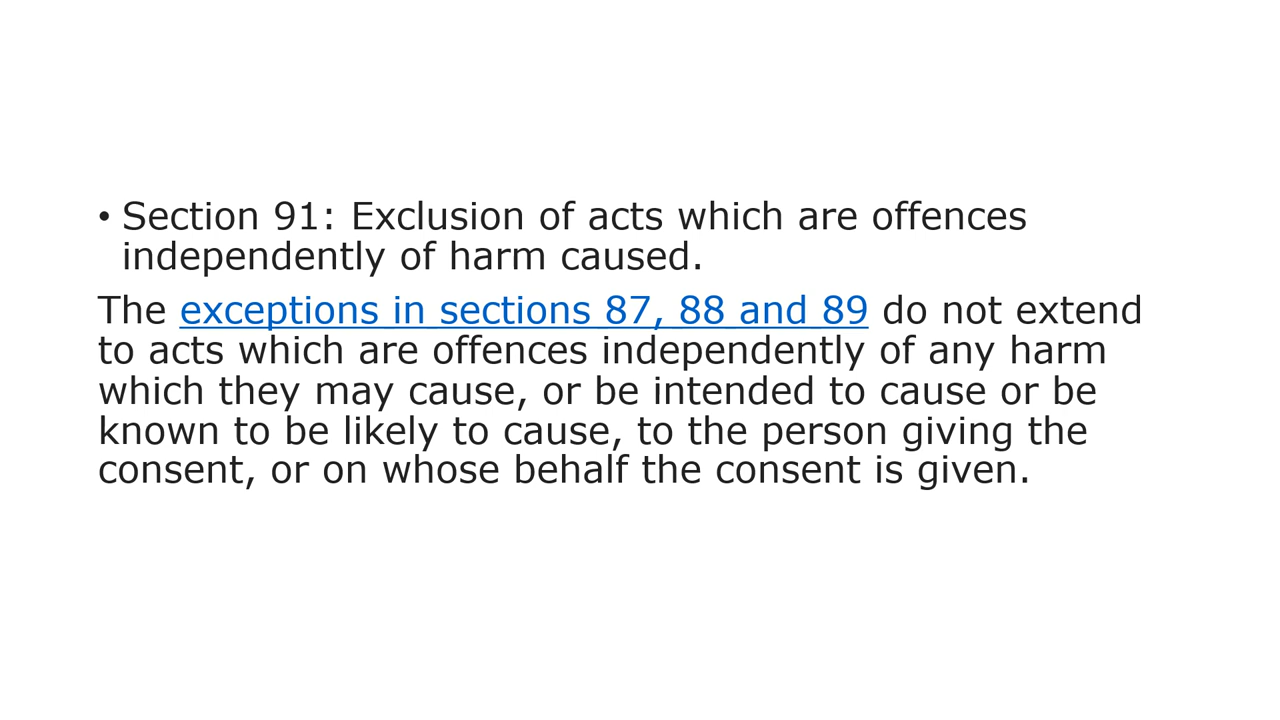 • Section 91: Exclusion of acts which are offences
independently of harm caused.
The exceptions in sections 87, 88 and 89 do not extend
to acts which are offences independently of any harm
which they may cause, or be intended to cause or be
known to be likely to cause, to the person giving the
consent, or on whose behalf the consent is given.